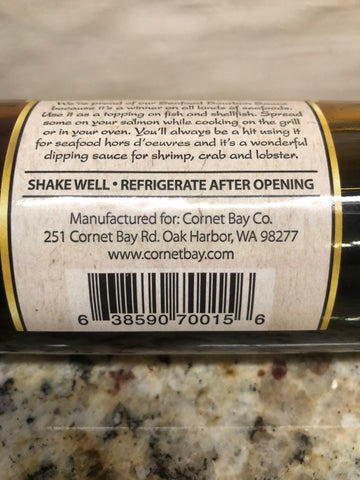 We're proud of our Seafood Bourbon Sauce
because it's a winner on all kinds of seafoods.
Use it as a topping on fish and shellfish. Spread
some on your salmon while cooking on the grill
or in your oven. You'll always be a hit using it
for seafood hors d'oeuvres and it's a wonderful
dipping sauce for shrimp, crab and lobster.
SHAKE WELL • REFRIGERATE AFTER OPENING
Manufactured for: Cornet Bay Co.
251 Cornet Bay Rd. Oak Harbor, WA 98277
www.cornetbay.com
6 38590 70015 6